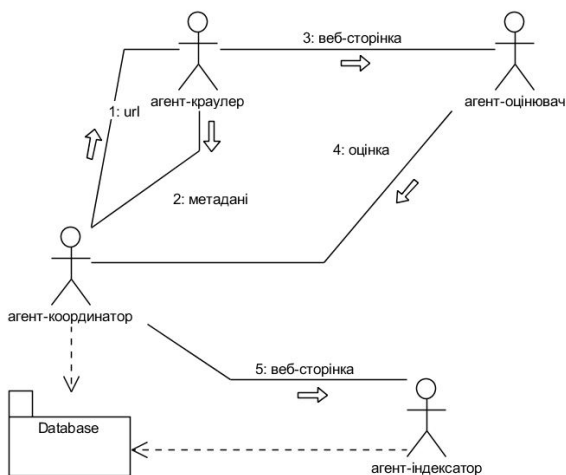 3: веб-сторінка
агент-краулер
агент-оцінювач
1: url
4: оцінка
2: метадані
агент-координатор
5: веб-сторінка
Database
агент-індексатор